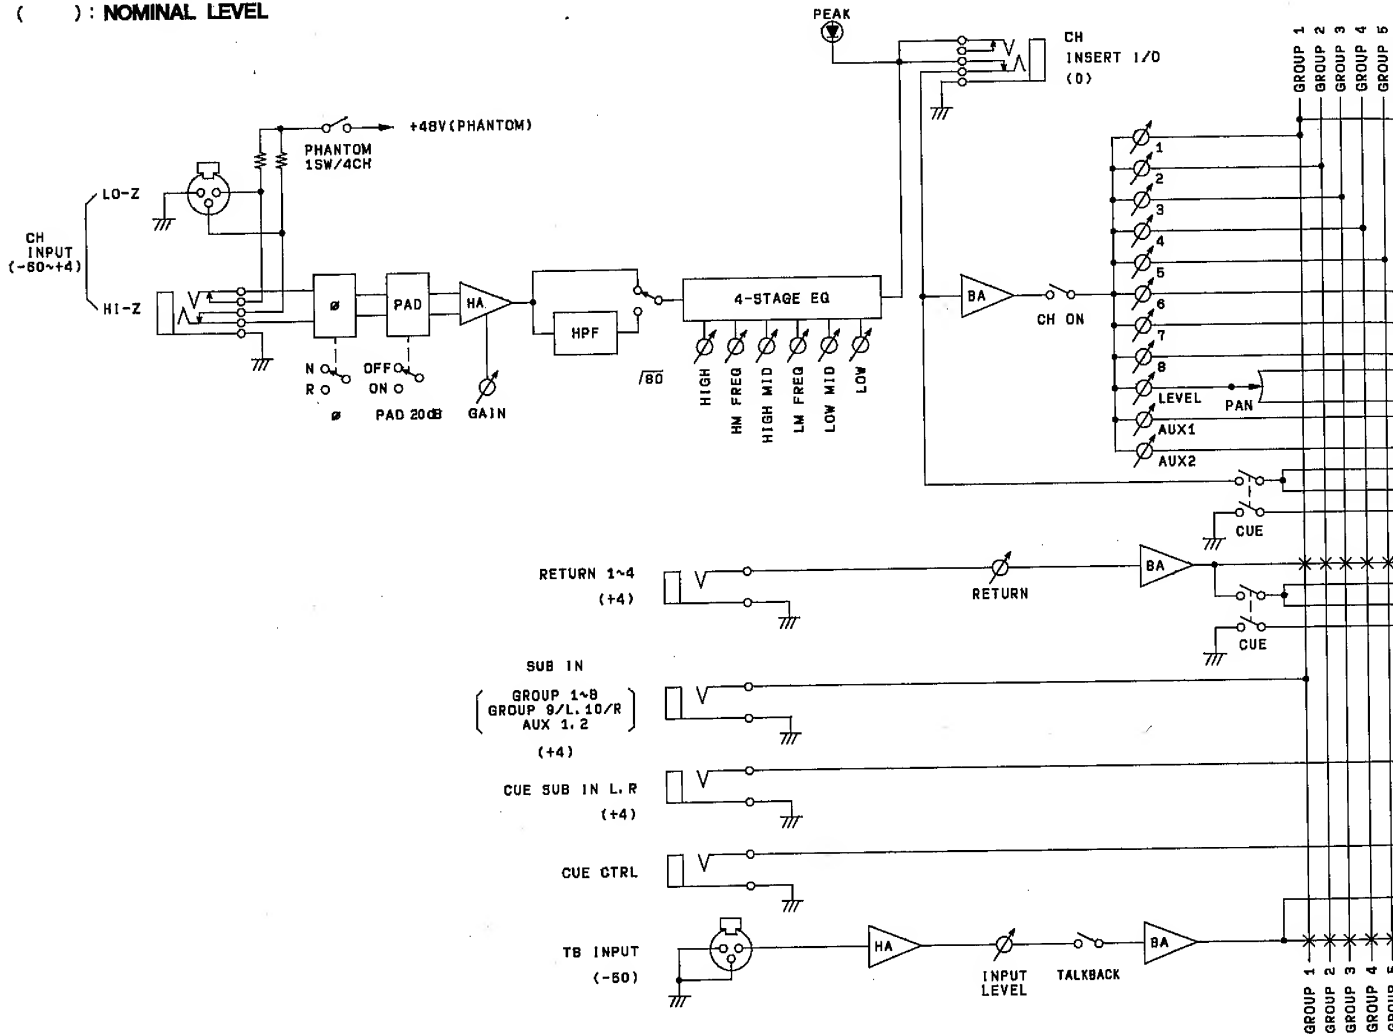 ( ) : NOMINAL LEVEL
PEAK
CH
INSERT I/O
(0)
GROUP 1
GROUP 2
GROUP 3
GROUP 4
GROUP 5
+48V(PHANTOM)
PHANTOM
1SW/4CH
LO-Z
CH
INPUT
(-60~+4)
HI-Z
Ø
PAD
HA
HPF
4-STAGE EQ
BA
CH ON
1
2
3
4
5
6
7
8
LEVEL
PAN
AUX1
AUX2
N
R
Ø
OFF
ON
PAD 20dB
GAIN
/80
HIGH
HM FREQ
HIGH MID
LM FREQ
LOW MID
LOW
CUE
RETURN 1~4
(+4)
RETURN
BA
CUE
SUB IN
GROUP 1~8
GROUP 9/L, 10/R
AUX 1, 2
(+4)
CUE SUB IN L, R
(+4)
CUE CTRL
TB INPUT
(-50)
HA
INPUT
LEVEL
TALKBACK
BA
GROUP 1
GROUP 2
GROUP 3
GROUP 4
GROUP 5